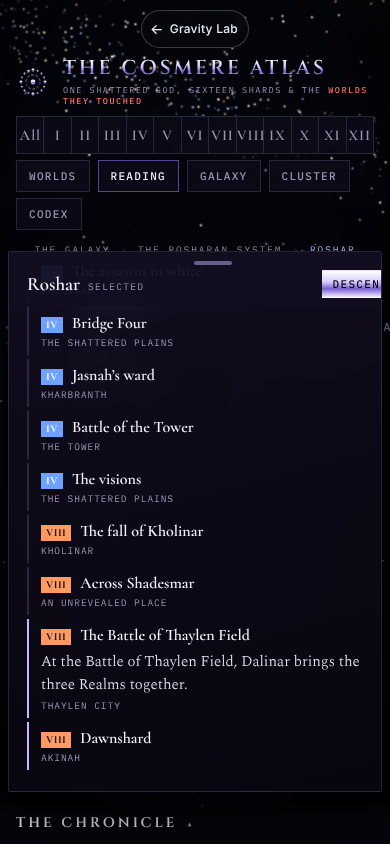 ← Gravity Lab
THE COSMERE ATLAS
ONE SHATTERED GOD, SIXTEEN SHARDS & THE WORLDS
THEY TOUCHED
All I II III IV V VI VII VIII IX X XI XII
WORLDS READING GALAXY CLUSTER
CODEX
THE GALAXY · THE ROSHARAN SYSTEM · ROSHAR
The assassin in white
Roshar SELECTED DESCEN
IV Bridge Four
THE SHATTERED PLAINS
IV Jasnah's ward
KHARBRANTH
IV Battle of the Tower
THE TOWER
IV The visions
THE SHATTERED PLAINS
VIII The fall of Kholinar
KHOLINAR
VIII Across Shadesmar
AN UNREVEALED PLACE
VIII The Battle of Thaylen Field
At the Battle of Thaylen Field, Dalinar brings the
three Realms together.
THAYLEN CITY
VIII Dawnshard
AKINAH
THE CHRONICLE ▴